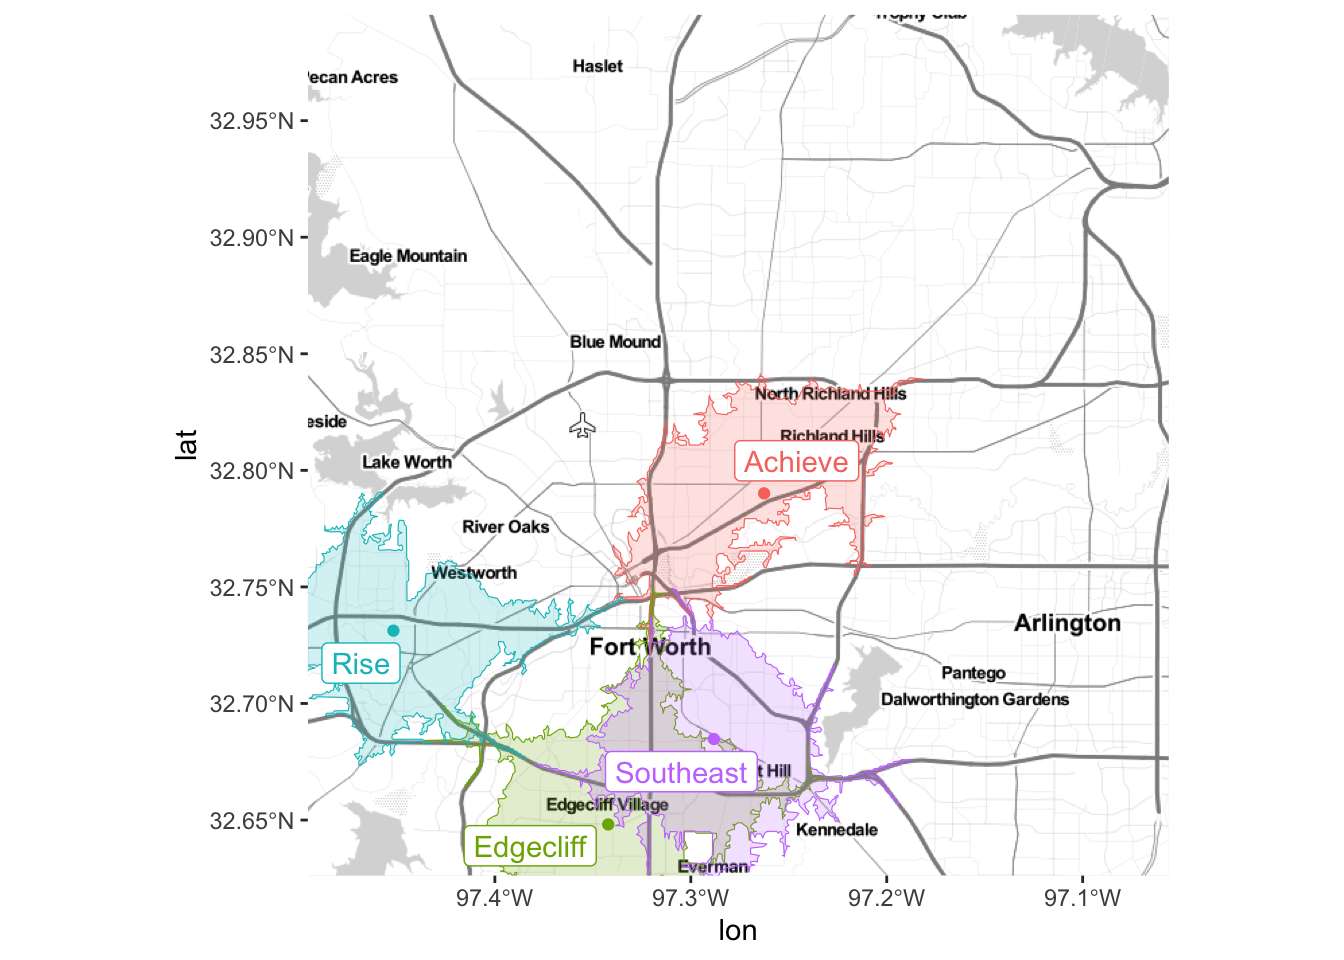 Trophy Club
Haslet
ecan Acres
32.95°N
32.90°N
Eagle Mountain
Blue Mound
32.85°N
North Richland Hills
eside
Richland Hills
lat
Lake Worth
Achieve
32.80°N
River Oaks
Westworth
32.75°N
Arlington
Fort Worth
Rise
Pantego
32.70°N
Dalworthington Gardens
Southeast
t Hill
Edgecliff Village
32.65°N
Kennedale
Edgecliff
Everman
97.4°W
97.3°W
97.2°W
97.1°W
lon